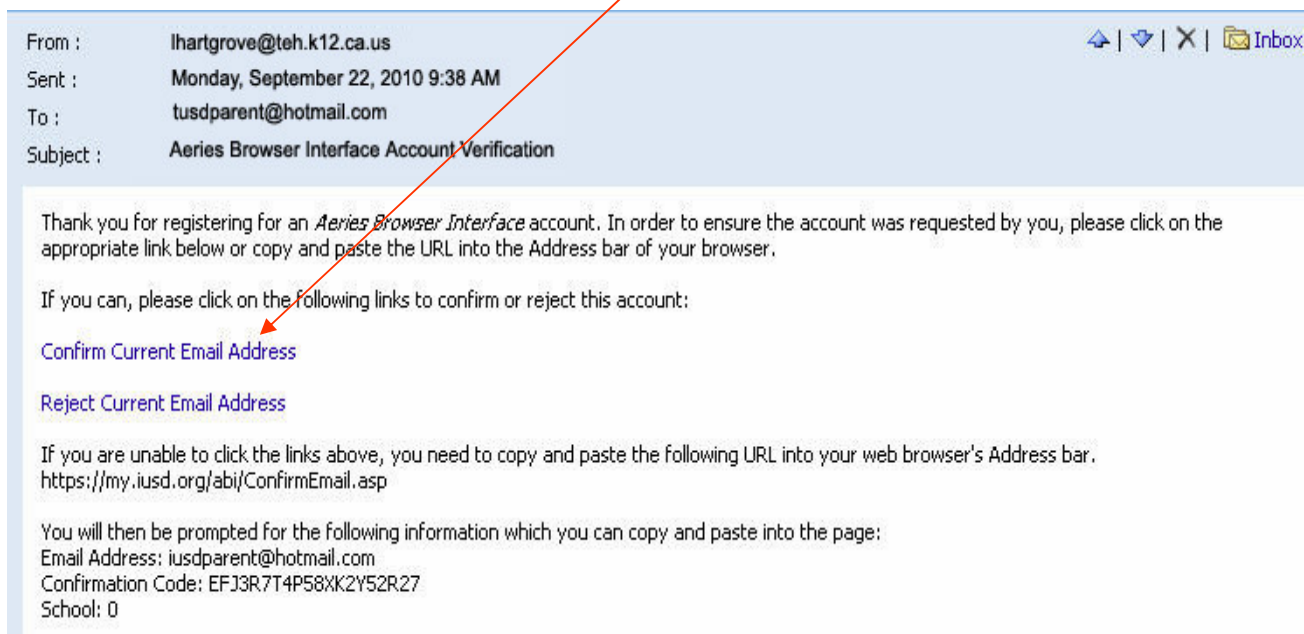 From : lhartgrove@teh.k12.ca.us | | X | Inbox
Sent : Monday, September 22, 2010 9:38 AM
To : tusdparent@hotmail.com
Subject : Aeries Browser Interface Account Verification
Thank you for registering for an Aeries Browser Interface account. In order to ensure the account was requested by you, please click on the
appropriate link below or copy and paste the URL into the Address bar of your browser.
If you can, please click on the following links to confirm or reject this account:
Confirm Current Email Address
Reject Current Email Address
If you are unable to click the links above, you need to copy and paste the following URL into your web browser's Address bar.
https://my.iusd.org/abi/ConfirmEmail.asp
You will then be prompted for the following information which you can copy and paste into the page:
Email Address: iusdparent@hotmail.com
Confirmation Code: EFJ3R7T4P58XK2Y52R27
School: 0